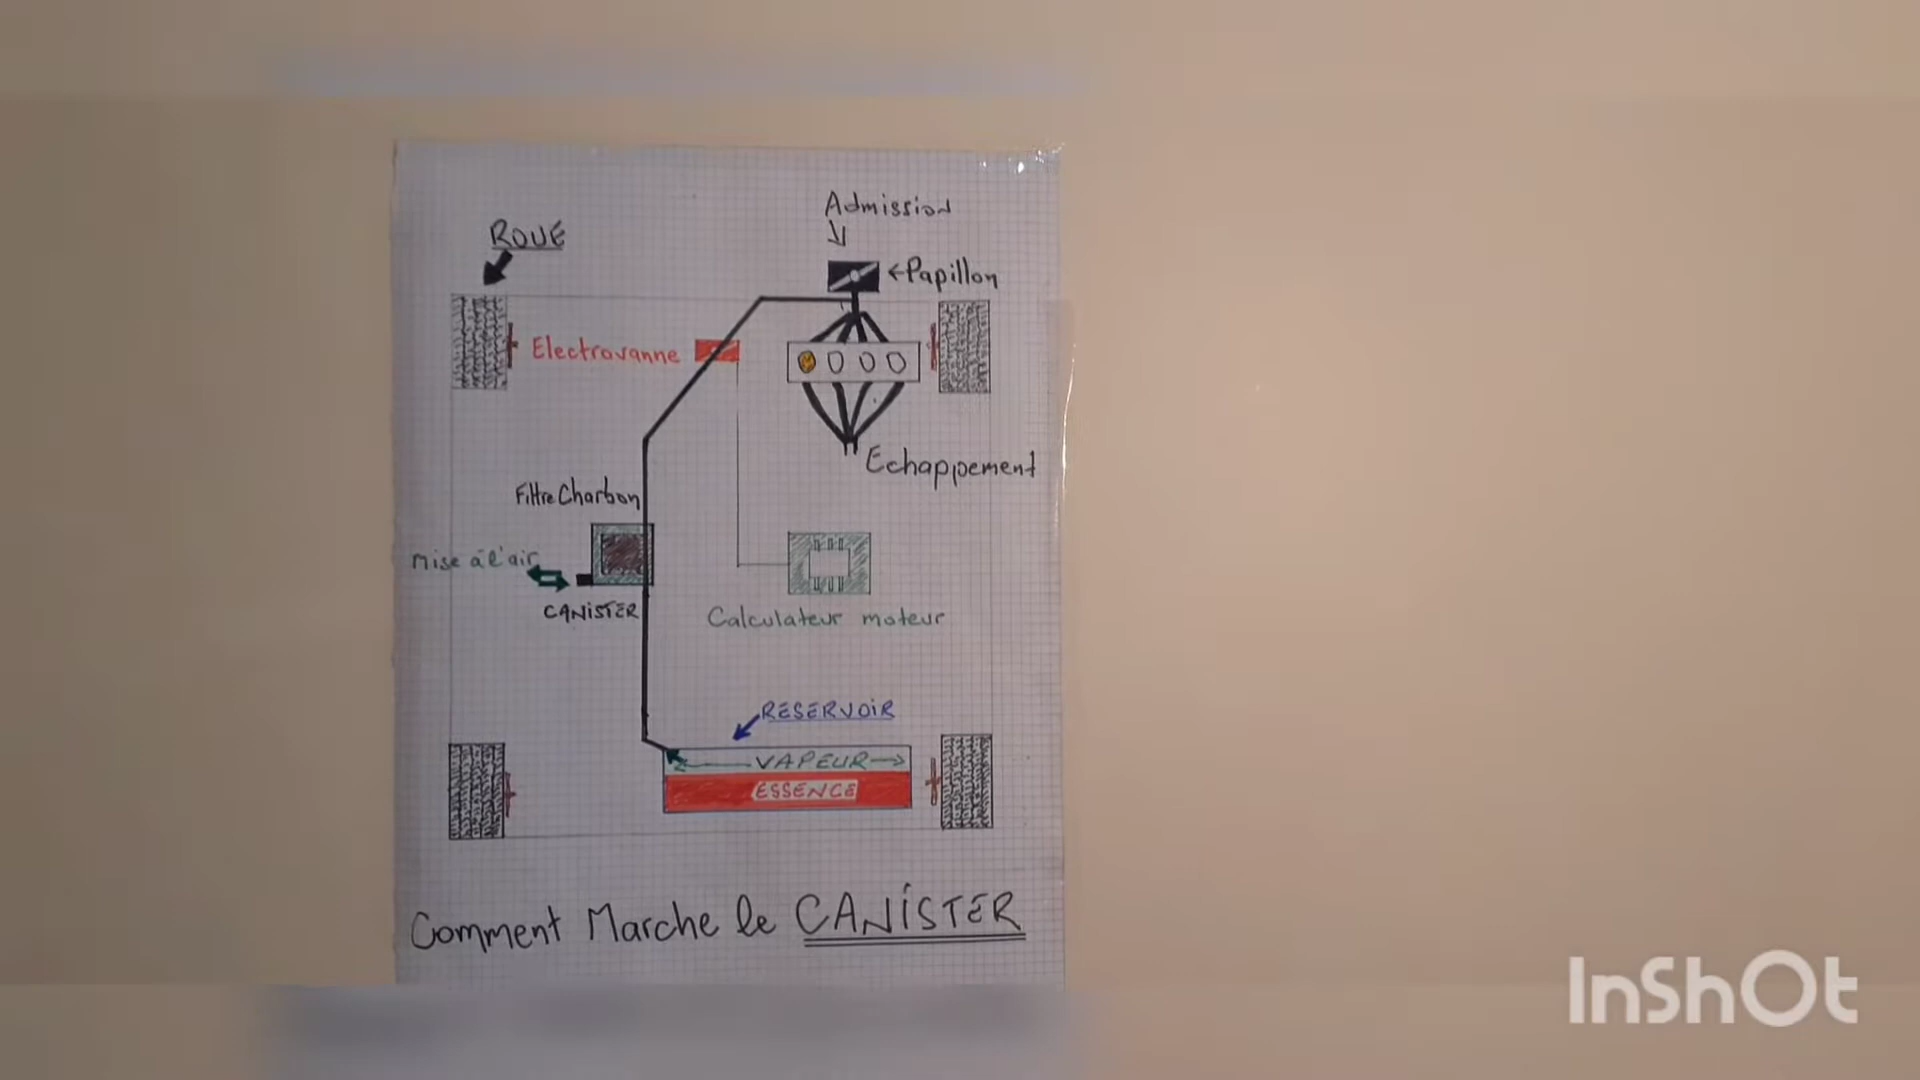 Admission
ROUE
Papillon
Electrovanne
Echappement
Filtre Charbon
mise à l'air
CANiSTER
Calculateur moteur
RESERVOiR
VAPEUR
ESSENCE
Comment Marche le CANiSTER
InShOt